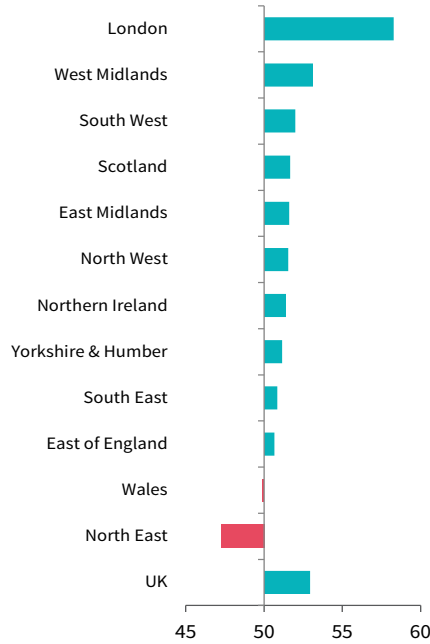 London
West Midlands
South West
Scotland
East Midlands
North West
Northern Ireland
Yorkshire & Humber
South East
East of England
Wales
North East
UK
45 50 55 60